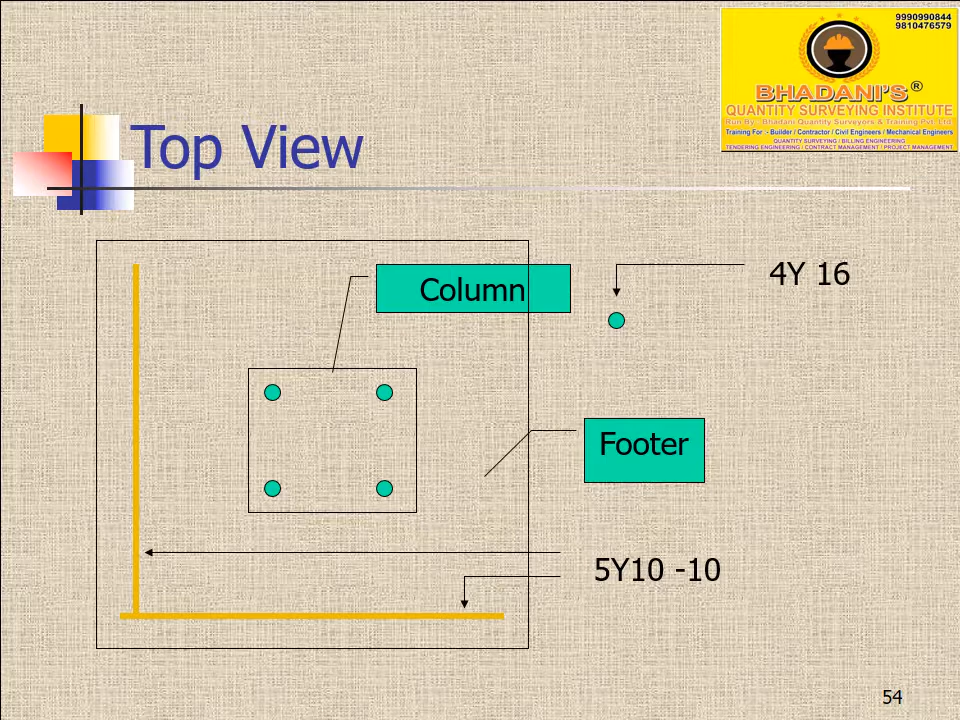 9990990844
9810476579
BHADANI'S®
QUANTITY SURVEYING INSTITUTE
Run By - Bhadani Quantity Surveyors & Training Pvt. Ltd.
Training For :- Builder / Contractor / Civil Engineers / Mechanical Engineers
QUANTITY SURVEYING / BILLING ENGINEERING
TENDERING ENGINEERING / CONTRACT MANAGEMENT / PROJECT MANAGEMENT
Top View
4Y 16
Column
Footer
5Y10 -10
54